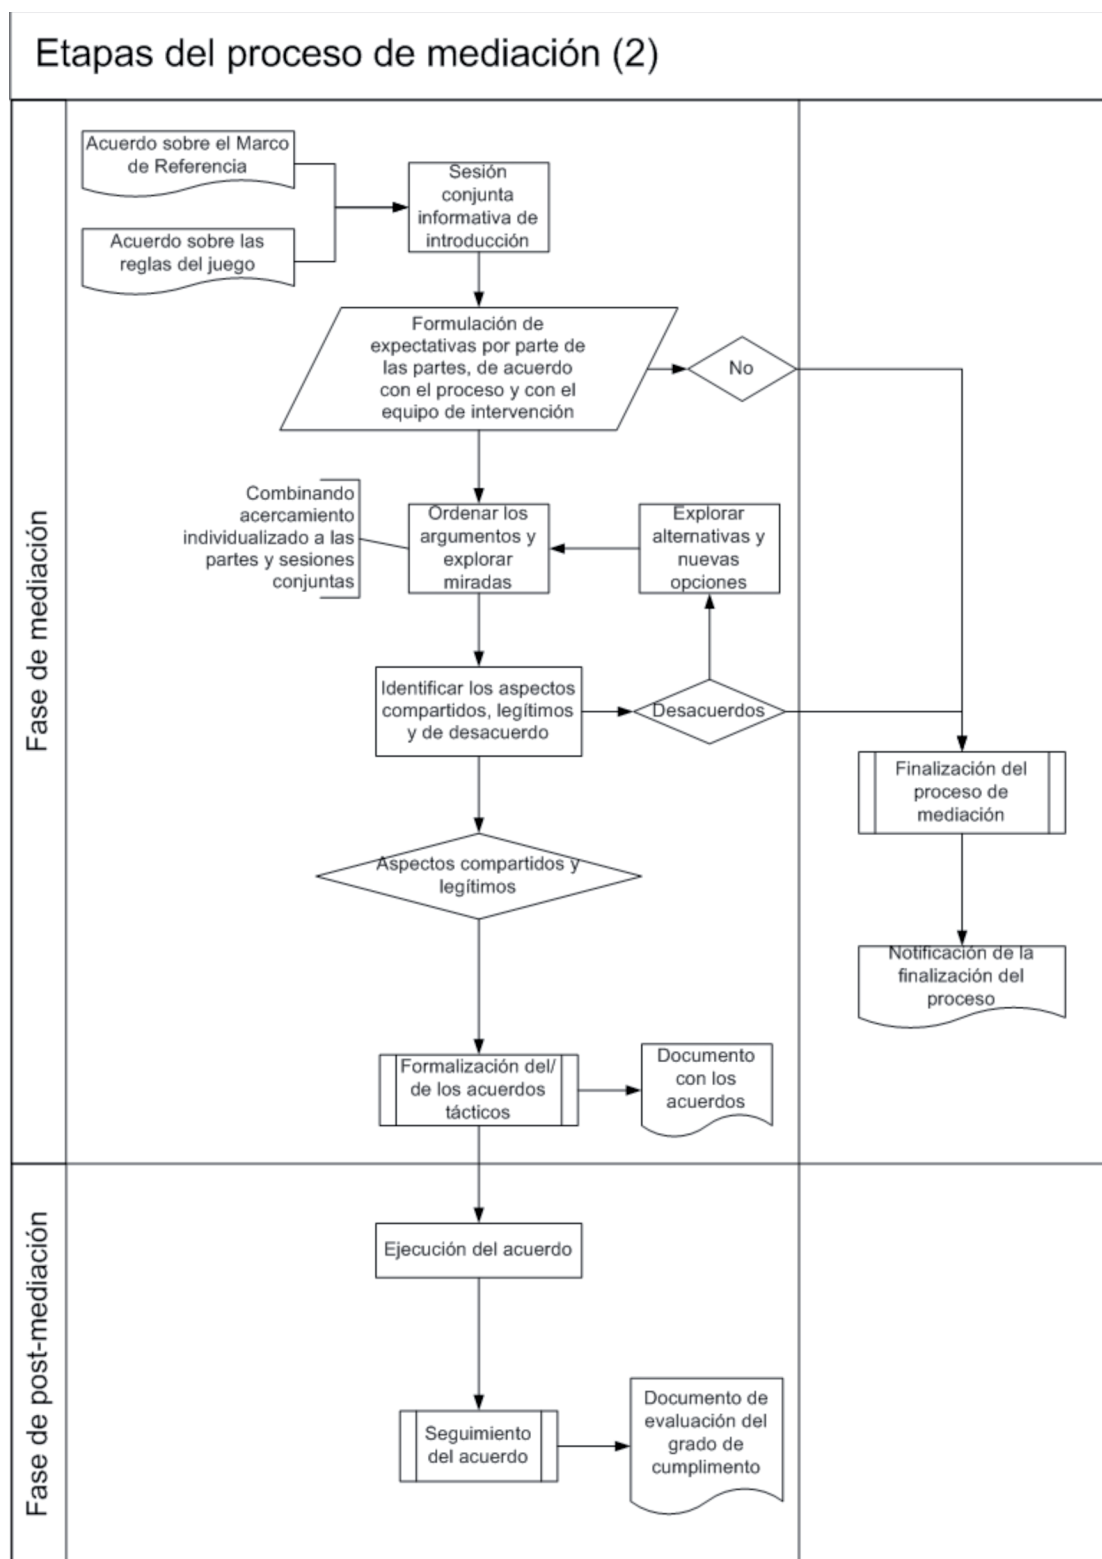 Etapas del proceso de mediación (2)
Fase de mediación
Acuerdo sobre el Marco
de Referencia
Acuerdo sobre las
reglas del juego
Sesión
conjunta
informativa de
introducción
Formulación de
expectativas por parte de
las partes, de acuerdo
con el proceso y con el
equipo de intervención
No
Combinando
acercamiento
individualizado a las
partes y sesiones
conjuntas
Ordenar los
argumentos y
explorar
miradas
Explorar
alternativas y
nuevas
opciones
Identificar los aspectos
compartidos, legítimos
y de desacuerdo
Desacuerdos
Finalización del
proceso de
mediación
Aspectos compartidos y
legítimos
Notificación de la
finalización del
proceso
Formalización del/
de los acuerdos
tácticos
Documento
con los
acuerdos
Fase de post-mediación
Ejecución del acuerdo
Seguimiento
del acuerdo
Documento de
evaluación del
grado de
cumplimento